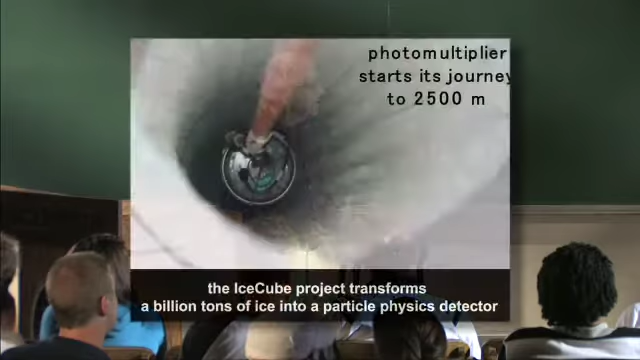 photomultiplier
starts its journey
to 2500 m
the IceCube project transforms
a billion tons of ice into a particle physics detector